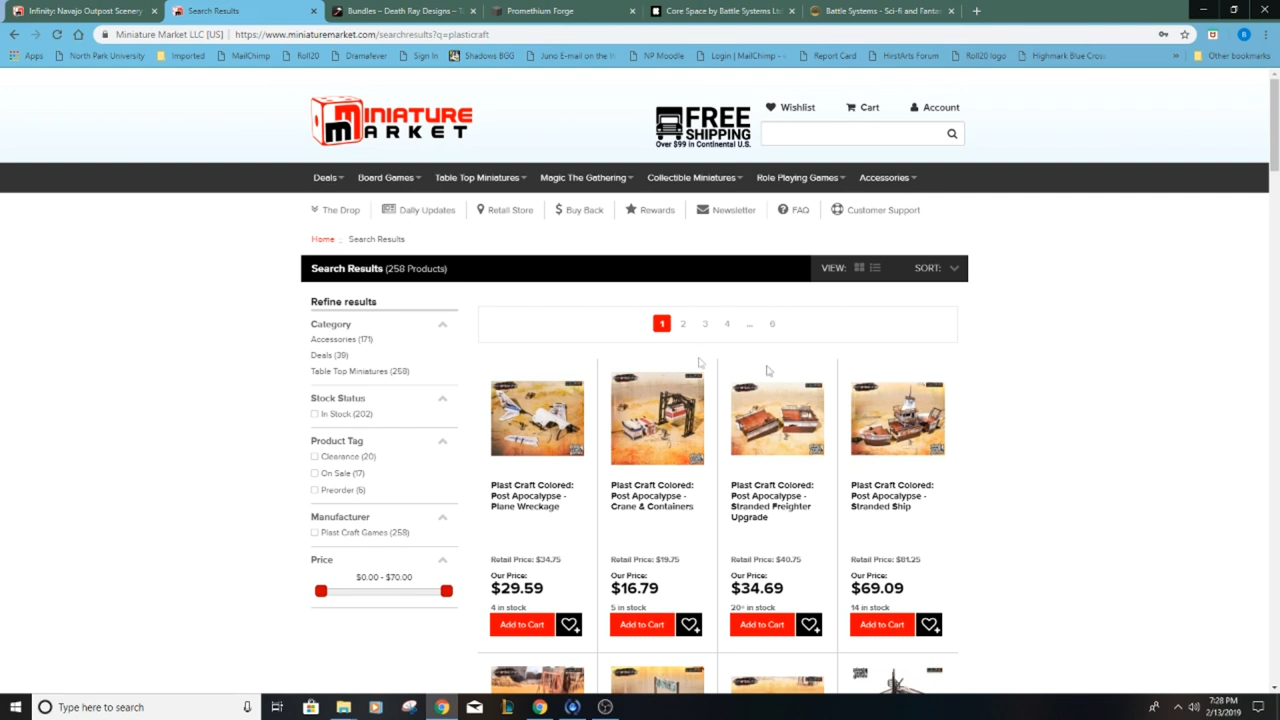 Infinity: Navajo Outpost Scenery
Search Results
Bundles – Death Ray Designs – T
Promethium Forge
Core Space by Battle Systems Ltd
Battle Systems - Sci-fi and Fantas
Miniature Market LLC [US] | https://www.miniaturemarket.com/searchresults?q=plasticraft
Apps
North Park University
Imported
MailChimp
Roll20
Dramafever
Sign In
Shadows BGG
Juno E-mail on the
NP Moodle
Login | MailChimp -
Report Card
HirstArts Forum
Roll20 logo
Highmark Blue Cross
»
Other bookmarks
MINIATURE
MARKET
FREE
SHIPPING
Over $99 in Continental U.S.
Wishlist
Cart
Account
Deals
Board Games
Table Top Miniatures
Magic The Gathering
Collectible Miniatures
Role Playing Games
Accessories
The Drop
Daily Updates
Retail Store
Buy Back
Rewards
Newsletter
FAQ
Customer Support
Home :: Search Results
Search Results (258 Products)
VIEW:
SORT:
Refine results
Category
Accessories (171)
Deals (39)
Table Top Miniatures (258)
Stock Status
In Stock (202)
Product Tag
Clearance (20)
On Sale (17)
Preorder (6)
Manufacturer
Plast Craft Games (258)
Price
$0.00 - $70.00
1 2 3 4 ... 6
Plast Craft Colored:
Post Apocalypse -
Plane Wreckage
Retail Price: $34.75
Our Price:
$29.59
4 in stock
Add to Cart
Plast Craft Colored:
Post Apocalypse -
Crane & Containers
Retail Price: $19.75
Our Price:
$16.79
5 in stock
Add to Cart
Plast Craft Colored:
Post Apocalypse -
Stranded Freighter
Upgrade
Retail Price: $40.75
Our Price:
$34.69
20+ in stock
Add to Cart
Plast Craft Colored:
Post Apocalypse -
Stranded Ship
Retail Price: $81.25
Our Price:
$69.09
14 in stock
Add to Cart
Type here to search
7:28 PM
2/13/2019